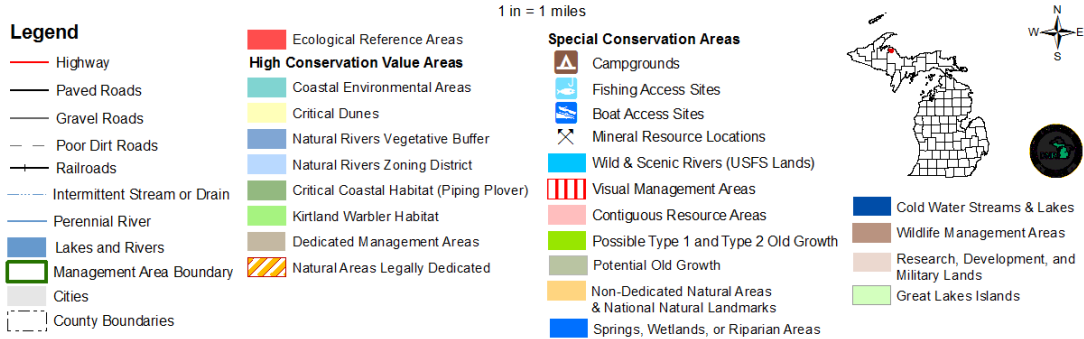 1 in = 1 miles
Legend
Highway
Paved Roads
Gravel Roads
Poor Dirt Roads
Railroads
Intermittent Stream or Drain
Perennial River
Lakes and Rivers
Management Area Boundary
Cities
County Boundaries
Ecological Reference Areas
High Conservation Value Areas
Coastal Environmental Areas
Critical Dunes
Natural Rivers Vegetative Buffer
Natural Rivers Zoning District
Critical Coastal Habitat (Piping Plover)
Kirtland Warbler Habitat
Dedicated Management Areas
Natural Areas Legally Dedicated
Special Conservation Areas
Campgrounds
Fishing Access Sites
Boat Access Sites
Mineral Resource Locations
Wild & Scenic Rivers (USFS Lands)
Visual Management Areas
Contiguous Resource Areas
Possible Type 1 and Type 2 Old Growth
Potential Old Growth
Non-Dedicated Natural Areas
& National Natural Landmarks
Springs, Wetlands, or Riparian Areas
N
W E
S
Cold Water Streams & Lakes
Wildlife Management Areas
Research, Development, and
Military Lands
Great Lakes Islands